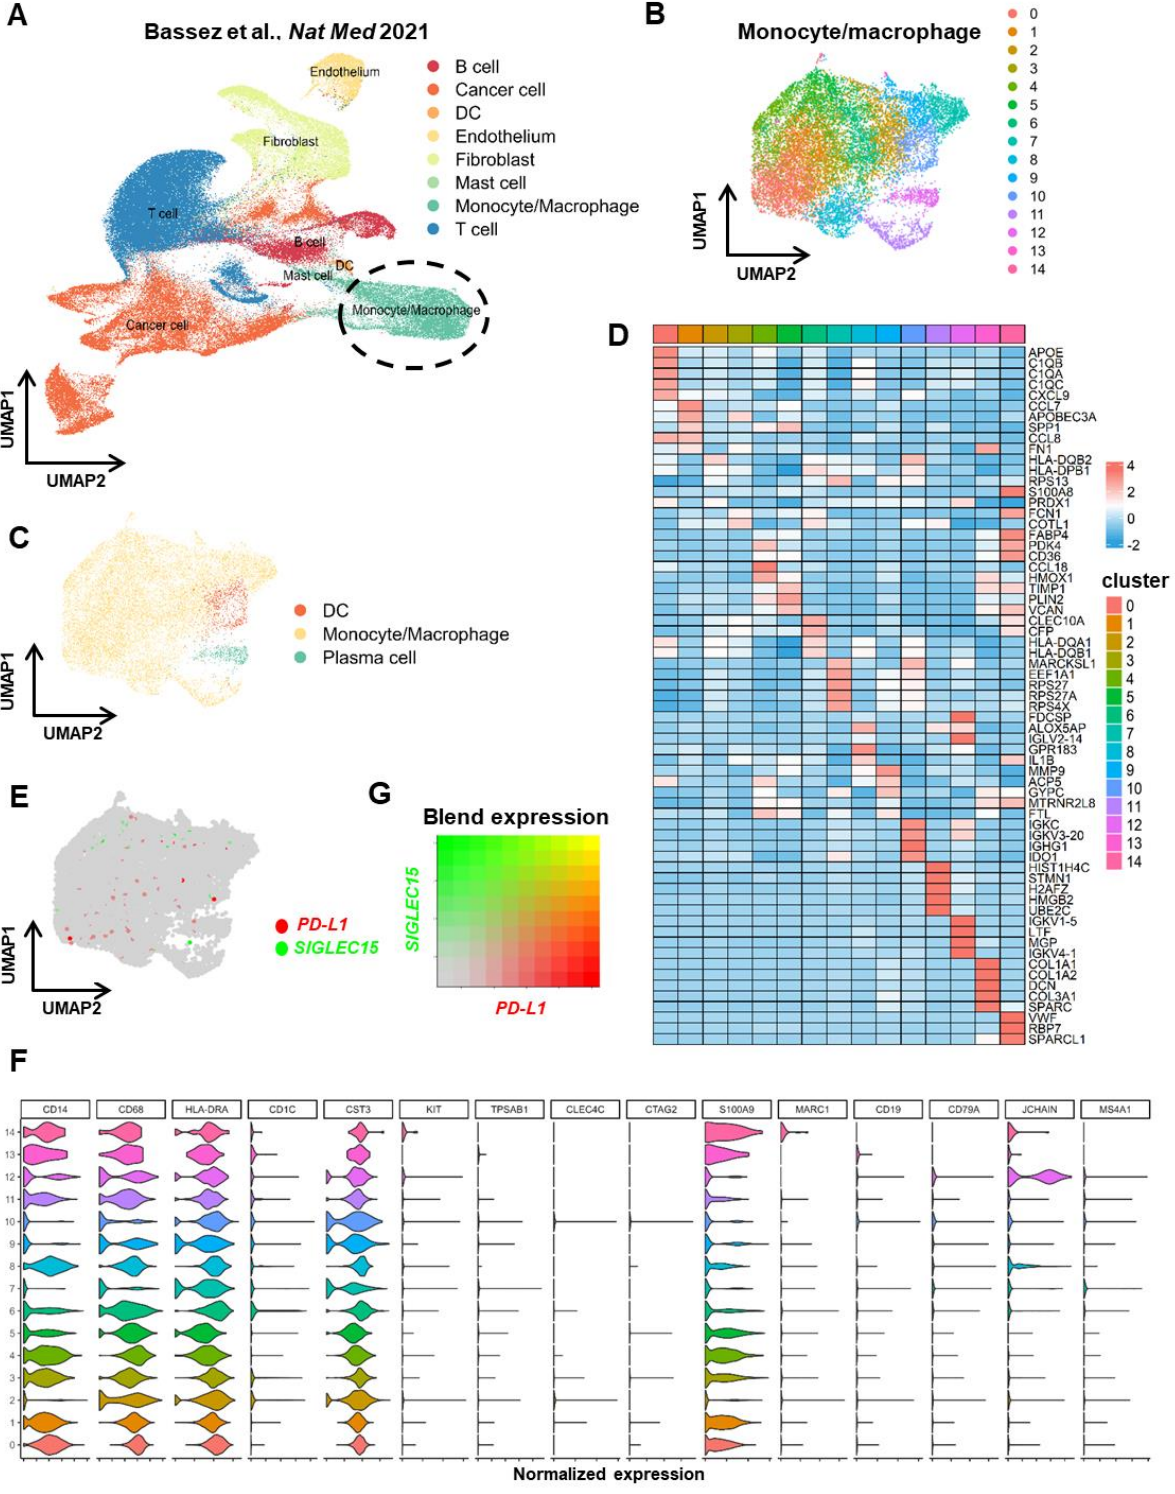 A
Bassez et al., Nat Med 2021
Endothelium
Fibroblast
T cell
B cell
DC
Mast cell
Monocyte/Macrophage
Cancer cell
B cell
Cancer cell
DC
Endothelium
Fibroblast
Mast cell
Monocyte/Macrophage
T cell
UMAP1
UMAP2
B
Monocyte/macrophage
0
1
2
3
4
5
6
7
8
9
10
11
12
13
14
UMAP1
UMAP2
C
DC
Monocyte/Macrophage
Plasma cell
UMAP1
UMAP2
D
APOE
C1QB
C1QA
C1QC
CXCL9
CCL7
APOBEC3A
SPP1
CCL8
FN1
HLA-DQB2
HLA-DPB1
RPS13
S100A8
PRDX1
FCN1
COTL1
FABP4
PDK4
CD36
CCL18
HMOX1
TIMP1
PLIN2
VCAN
CLEC10A
CFP
HLA-DQA1
HLA-DQB1
MARCKSL1
EEF1A1
RPS27
RPS27A
RPS4X
FDCSP
ALOX5AP
IGLV2-14
GPR183
IL1B
MMP9
ACP5
GYPC
MTRNR2L8
FTL
IGKC
IGKV3-20
IGHG1
IDO1
HIST1H4C
STMN1
H2AFZ
HMGB2
UBE2C
IGKV1-5
LTF
MGP
IGKV4-1
COL1A1
COL1A2
DCN
COL3A1
SPARC
VWF
RBP7
SPARCL1
4
2
0
-2
cluster
0
1
2
3
4
5
6
7
8
9
10
11
12
13
14
E
PD-L1
SIGLEC15
UMAP1
UMAP2
G
Blend expression
SIGLEC15
PD-L1
F
CD14 CD68 HLA-DRA CD1C CST3 KIT TPSAB1 CLEC4C CTAG2 S100A9 MARC1 CD19 CD79A JCHAIN MS4A1
14
13
12
11
10
9
8
7
6
5
4
3
2
1
0
Normalized expression